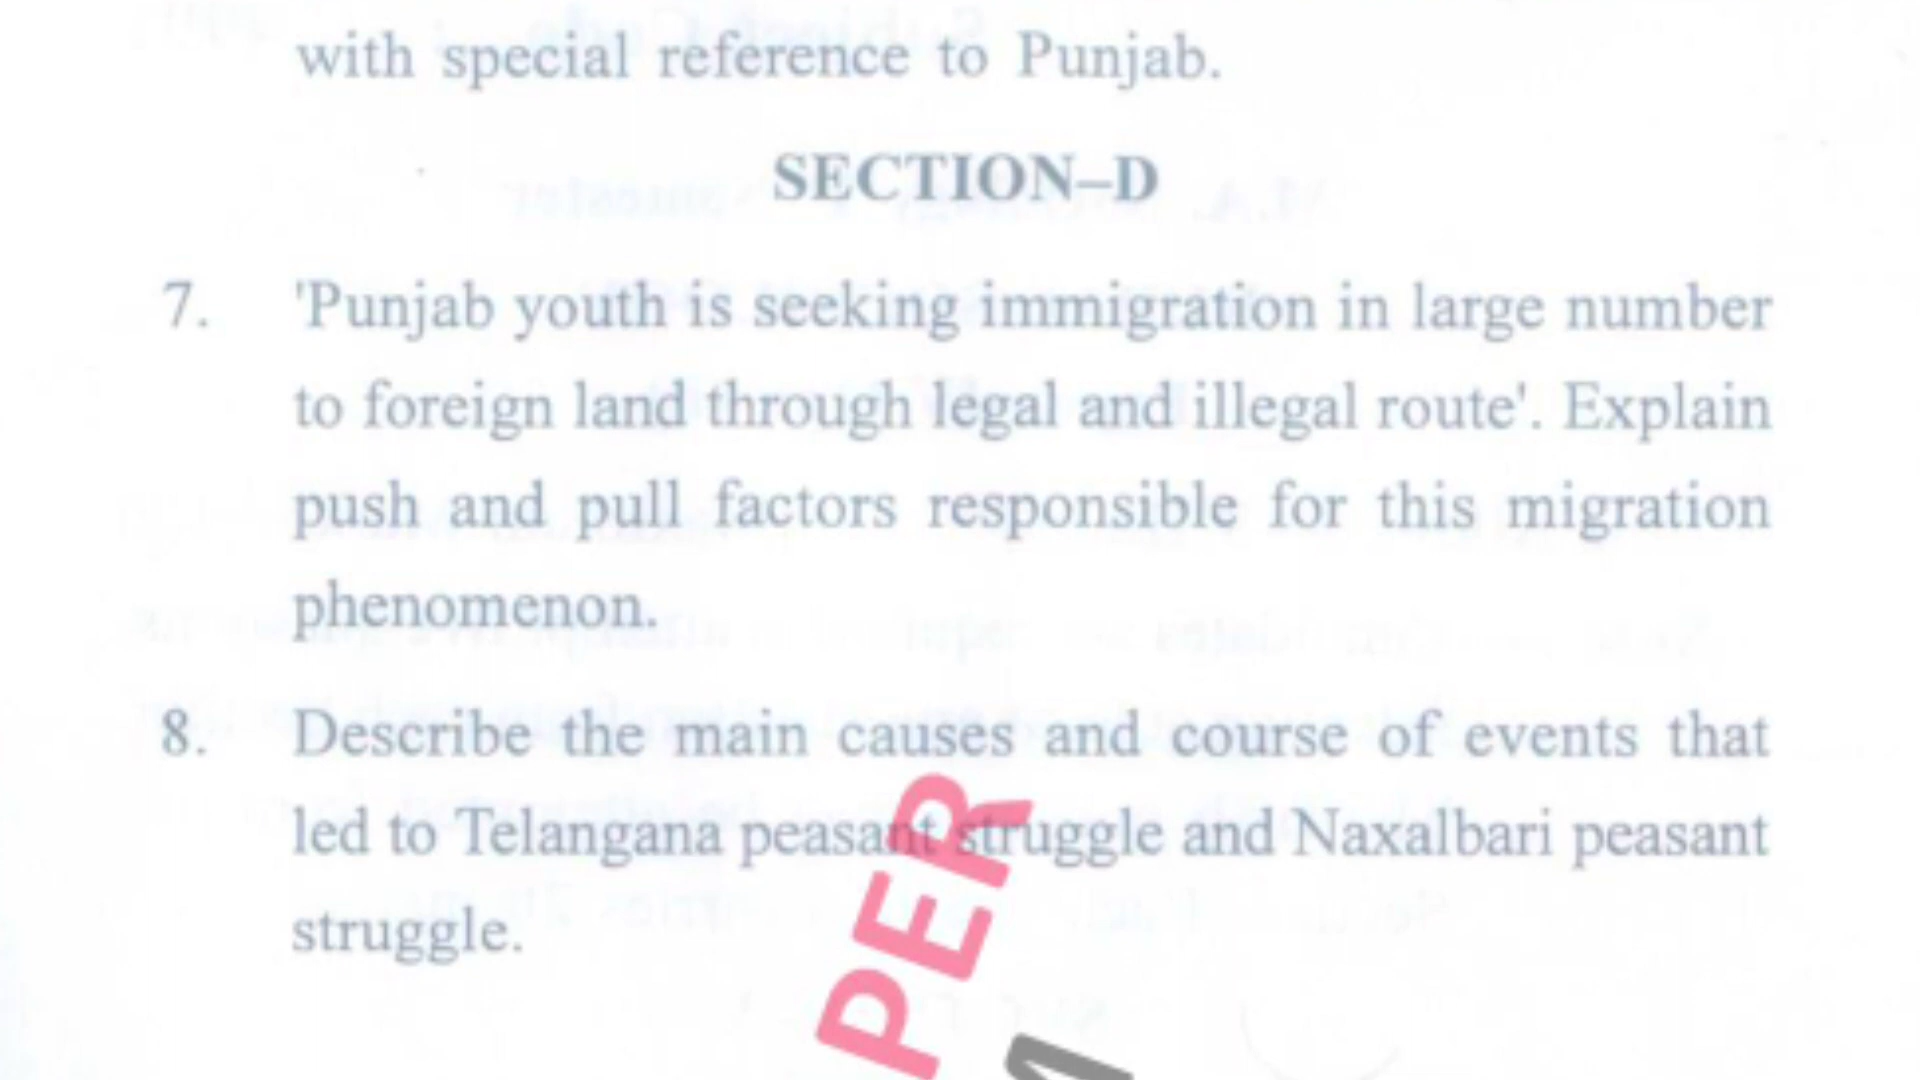 with special reference to Punjab.
SECTION–D
7. 'Punjab youth is seeking immigration in large number
to foreign land through legal and illegal route'. Explain
push and pull factors responsible for this migration
phenomenon.
8. Describe the main causes and course of events that
led to Telangana peasant struggle and Naxalbari peasant
struggle.
PER